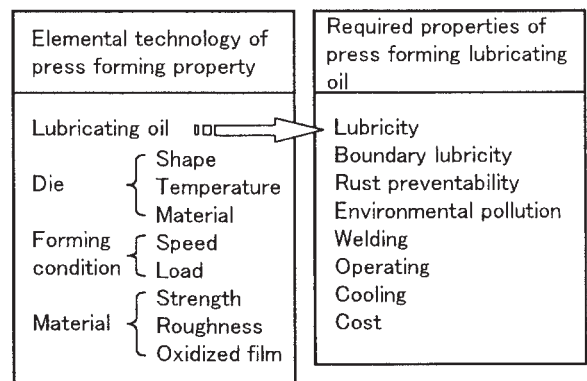 Elemental technology of
press forming property
Lubricating oil
Die
Shape
Temperature
Material
Forming
condition
Speed
Load
Material
Strength
Roughness
Oxidized film
Required properties of
press forming lubricating
oil
Lubricity
Boundary lubricity
Rust preventability
Environmental pollution
Welding
Operating
Cooling
Cost